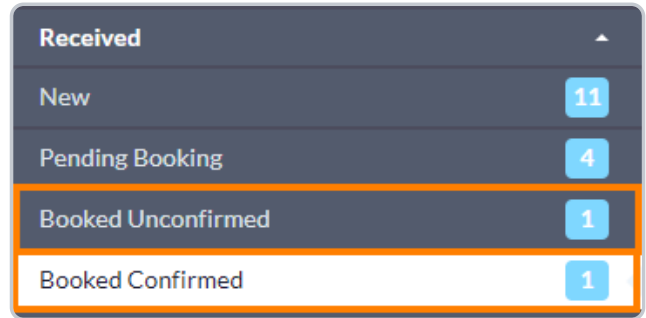 Received
New 11
Pending Booking 4
Booked Unconfirmed 1
Booked Confirmed 1